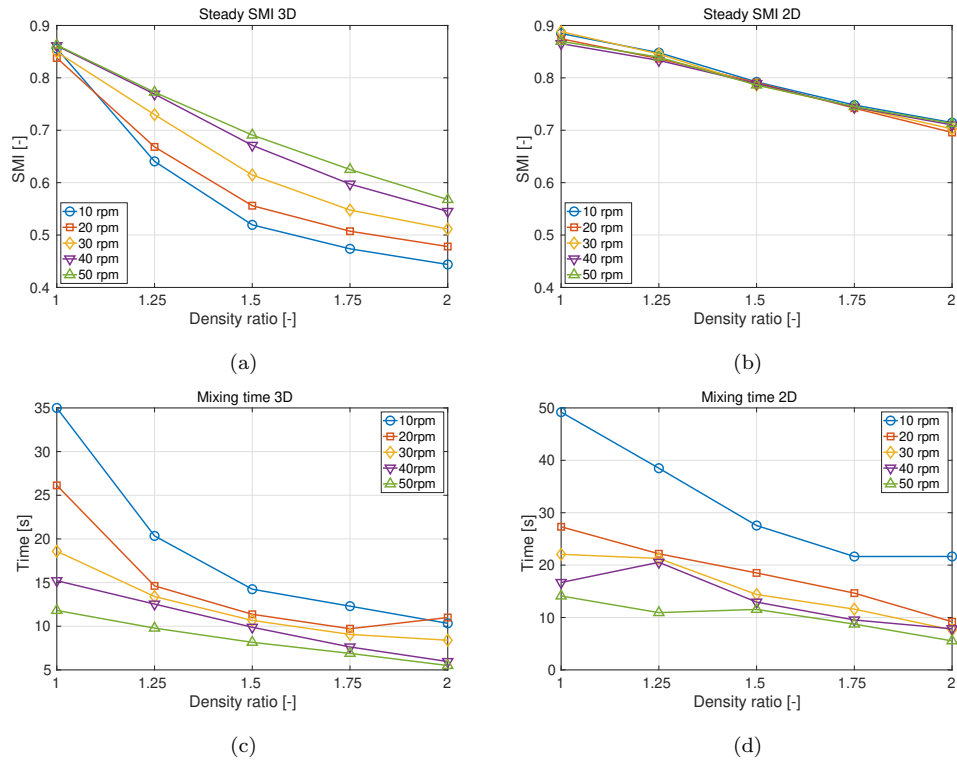 Steady SMI 3D
0.9
0.8
0.7
0.6
0.5
0.4
SMI [-]
10 rpm
20 rpm
30 rpm
40 rpm
50 rpm
1 1.25 1.5 1.75 2
Density ratio [-]
(a)
Steady SMI 2D
0.9
0.8
0.7
0.6
0.5
0.4
SMI [-]
10 rpm
20 rpm
30 rpm
40 rpm
50 rpm
1 1.25 1.5 1.75 2
Density ratio [-]
(b)
Mixing time 3D
35
30
25
20
15
10
5
Time [s]
10rpm
20rpm
30rpm
40rpm
50rpm
1 1.25 1.5 1.75 2
Density ratio [-]
(c)
Mixing time 2D
50
40
30
20
10
0
Time [s]
10 rpm
20 rpm
30 rpm
40 rpm
50 rpm
1 1.25 1.5 1.75 2
Density ratio [-]
(d)